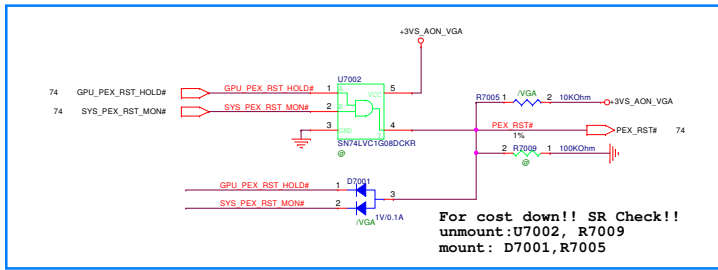 +3VS_AON_VGA
U7002
74 GPU_PEX_RST_HOLD# GPU_PEX_RST_HOLD# 1 5
VCC
R7005 1 /VGA 2 10KOhm +3VS_AON_VGA
74 SYS_PEX_RST_MON# SYS_PEX_RST_MON# 2 B
3 GND 4 PEX_RST# PEX_RST# 74
1%
SN74LVC1G08DCKR
@
2 R7009 1 100KOhm
@
GPU_PEX_RST_HOLD# 1 D7001
3
SYS_PEX_RST_MON# 2
1V/0.1A
/VGA
For cost down!! SR Check!!
unmount:U7002, R7009
mount: D7001,R7005